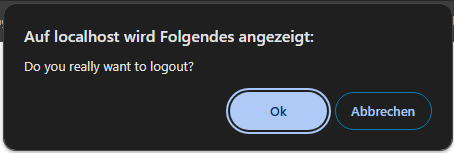 Auf localhost wird Folgendes angezeigt:
Do you really want to logout?
Ok
Abbrechen